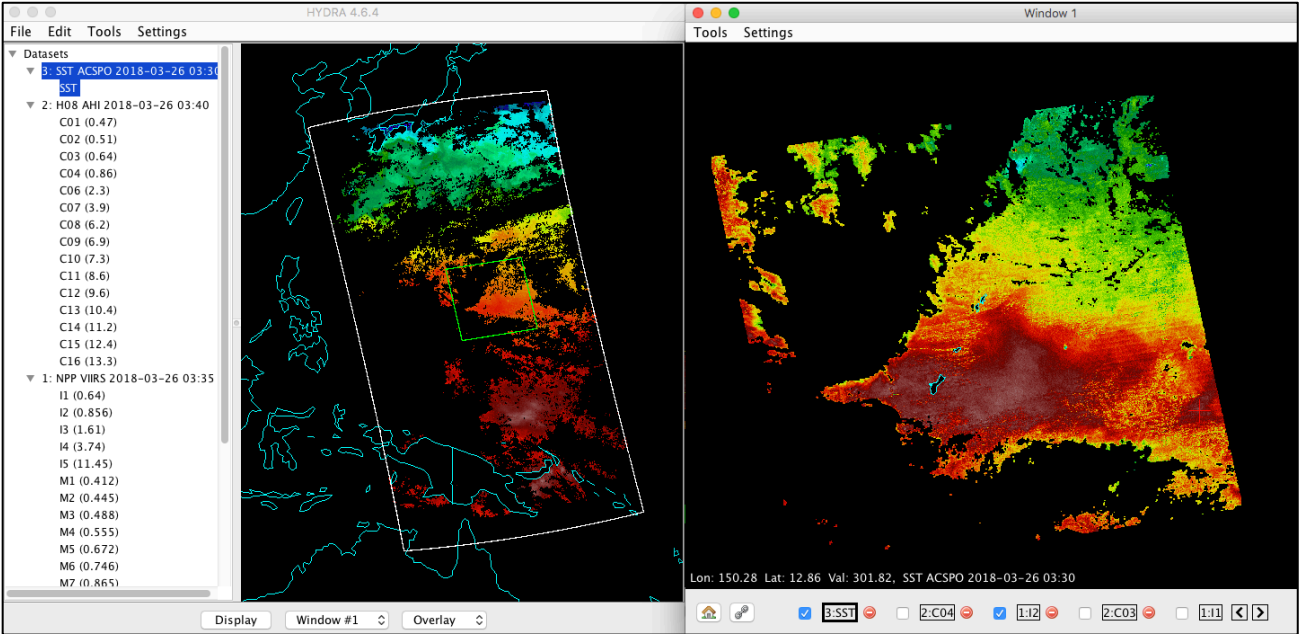 HYDRA 4.6.4
File Edit Tools Settings
Datasets
3: SST ACSPO 2018-03-26 03:30
SST
2: H08 AHI 2018-03-26 03:40
C01 (0.47)
C02 (0.51)
C03 (0.64)
C04 (0.86)
C06 (2.3)
C07 (3.9)
C08 (6.2)
C09 (6.9)
C10 (7.3)
C11 (8.6)
C12 (9.6)
C13 (10.4)
C14 (11.2)
C15 (12.4)
C16 (13.3)
1: NPP VIIRS 2018-03-26 03:35
I1 (0.64)
I2 (0.856)
I3 (1.61)
I4 (3.74)
I5 (11.45)
M1 (0.412)
M2 (0.445)
M3 (0.488)
M4 (0.555)
M5 (0.672)
M6 (0.746)
M7 (0.865)
Display Window #1 Overlay
Window 1
Tools Settings
Lon: 150.28 Lat: 12.86 Val: 301.82, SST ACSPO 2018-03-26 03:30
3:SST 2:C04 1:I2 2:C03 1:I1